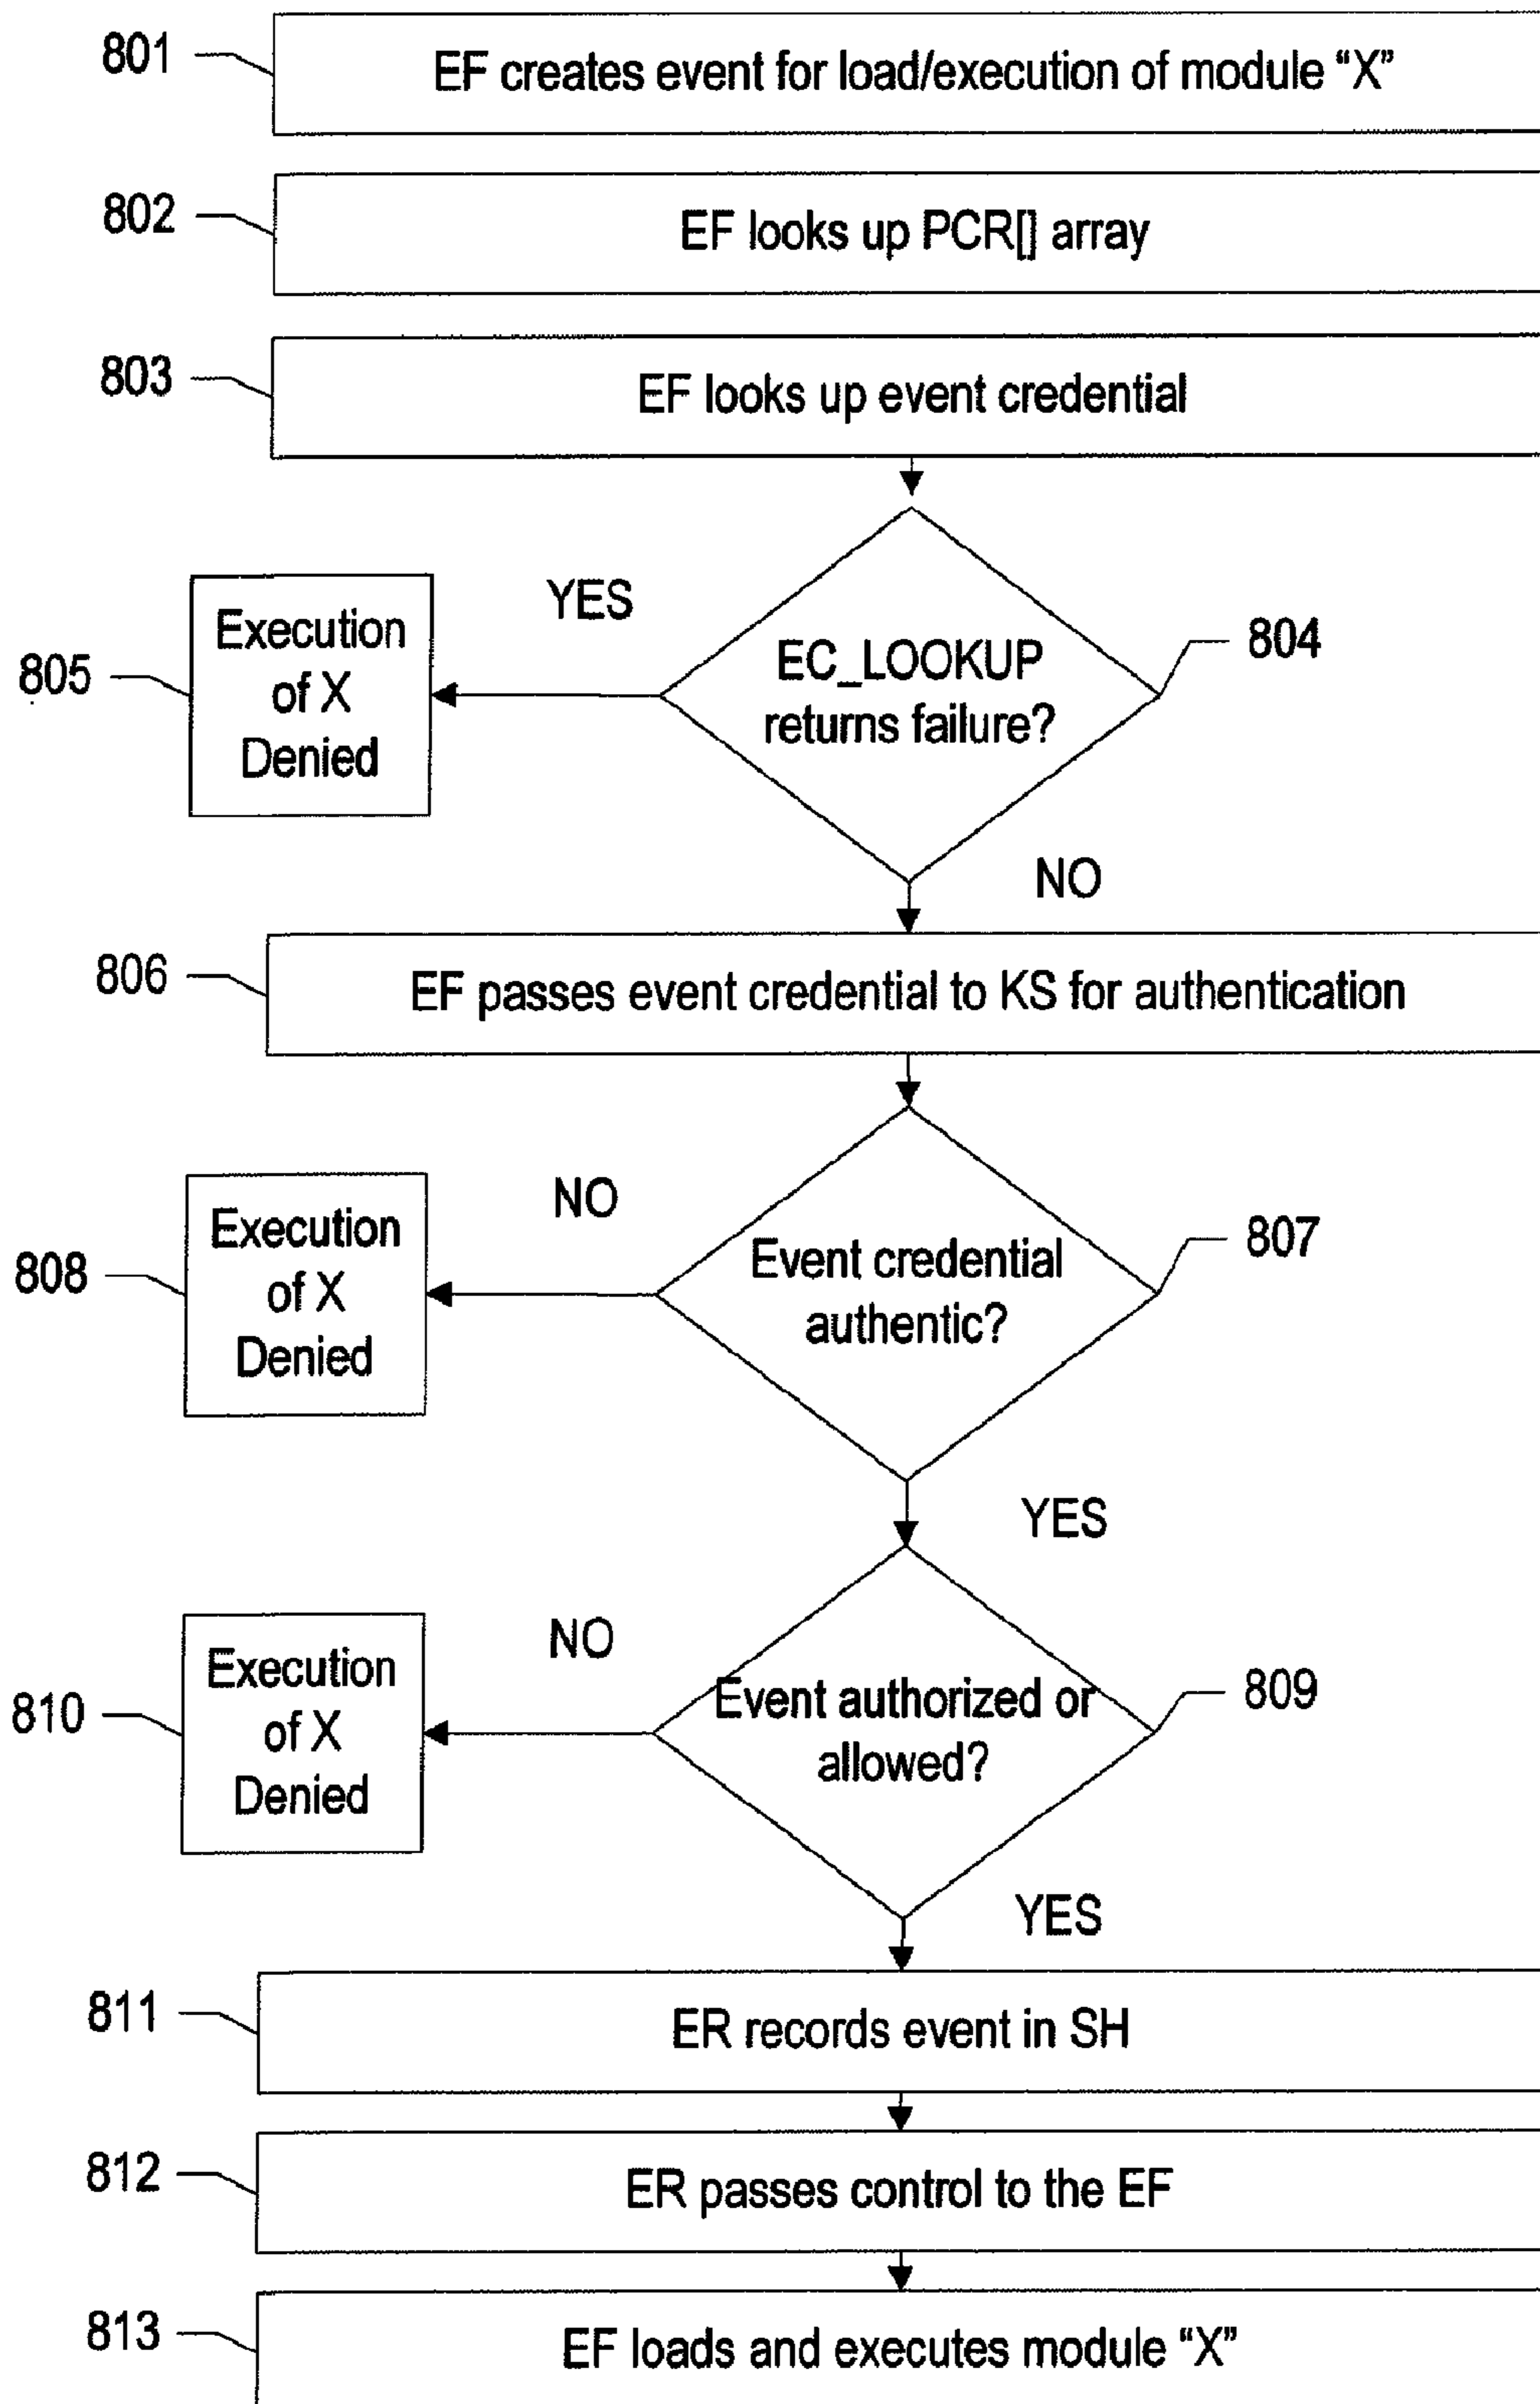 801
EF creates event for load/execution of module “X”
802
EF looks up PCR[] array
803
EF looks up event credential
YES
Execution
of X
Denied
805
EC_LOOKUP
returns failure?
804
NO
806
EF passes event credential to KS for authentication
NO
Execution
of X
Denied
808
Event credential
authentic?
807
YES
NO
Execution
of X
Denied
810
Event authorized or
allowed?
809
YES
811
ER records event in SH
812
ER passes control to the EF
813
EF loads and executes module “X”